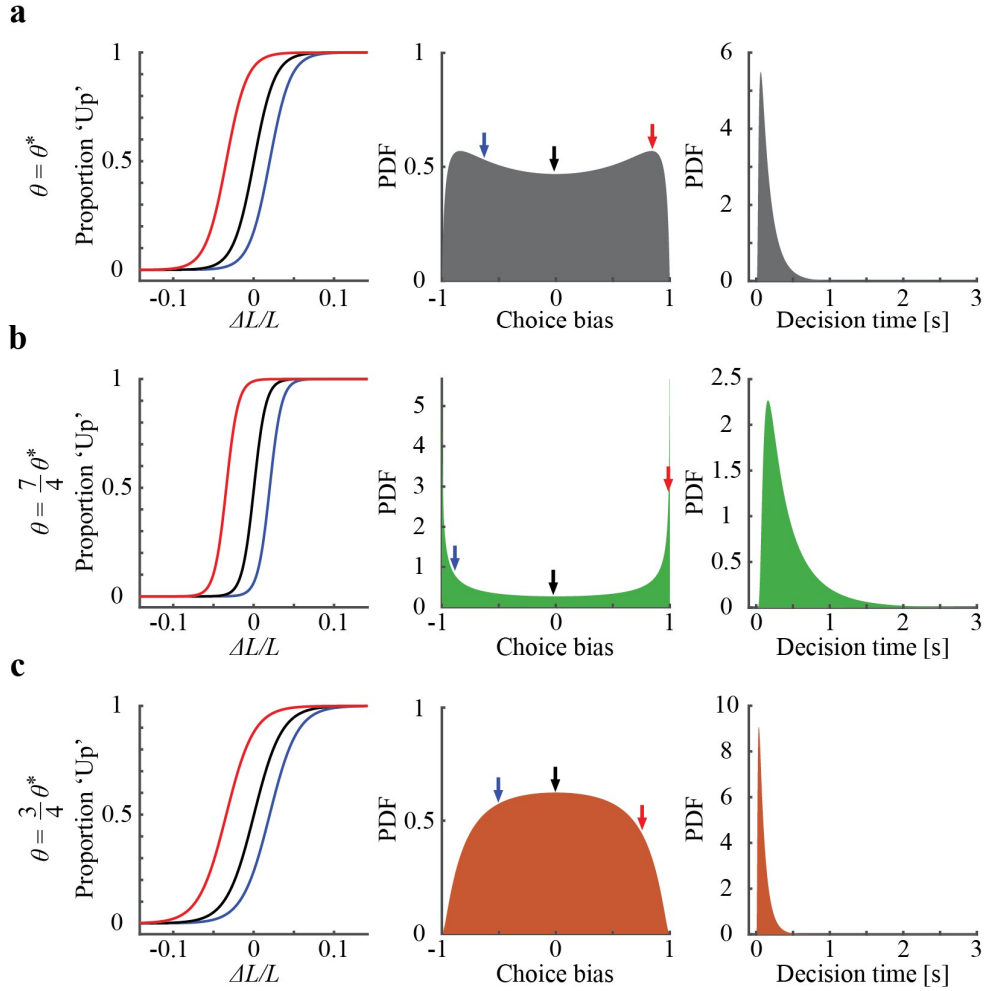 a
θ = θ*
Proportion ‘Up’
1
0.5
0
-0.1
0
0.1
ΔL/L
PDF
1
0.5
0
-1
0
1
Choice bias
PDF
6
4
2
0
0
1
2
3
Decision time [s]
b
θ = 7/4 θ*
Proportion ‘Up’
1
0.5
0
-0.1
0
0.1
ΔL/L
PDF
5
4
3
2
1
0
-1
0
1
Choice bias
PDF
2.5
2
1.5
1
0.5
0
0
1
2
3
Decision time [s]
c
θ = 3/4 θ*
Proportion ‘Up’
1
0.5
0
-0.1
0
0.1
ΔL/L
PDF
1
0.5
0
-1
0
1
Choice bias
PDF
10
8
6
4
2
0
0
1
2
3
Decision time [s]